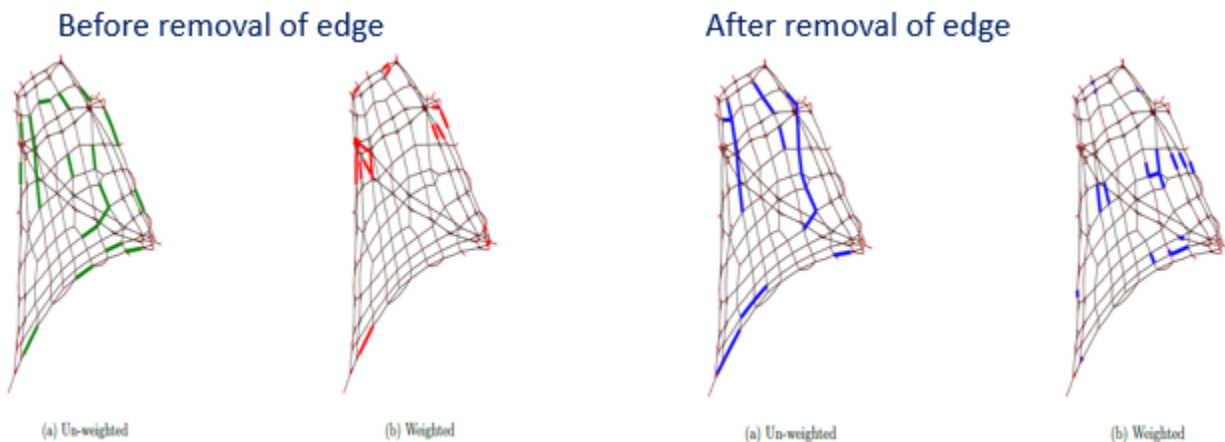 Before removal of edge
After removal of edge
(a) Un-weighted
(b) Weighted
(a) Un-weighted
(b) Weighted